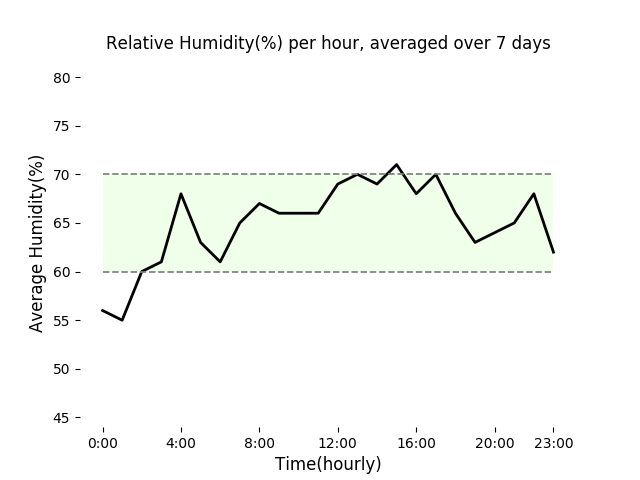 Relative Humidity(%) per hour, averaged over 7 days
80
75
70
65
60
55
50
45
Average Humidity(%)
0:00 4:00 8:00 12:00 16:00 20:00 23:00
Time(hourly)